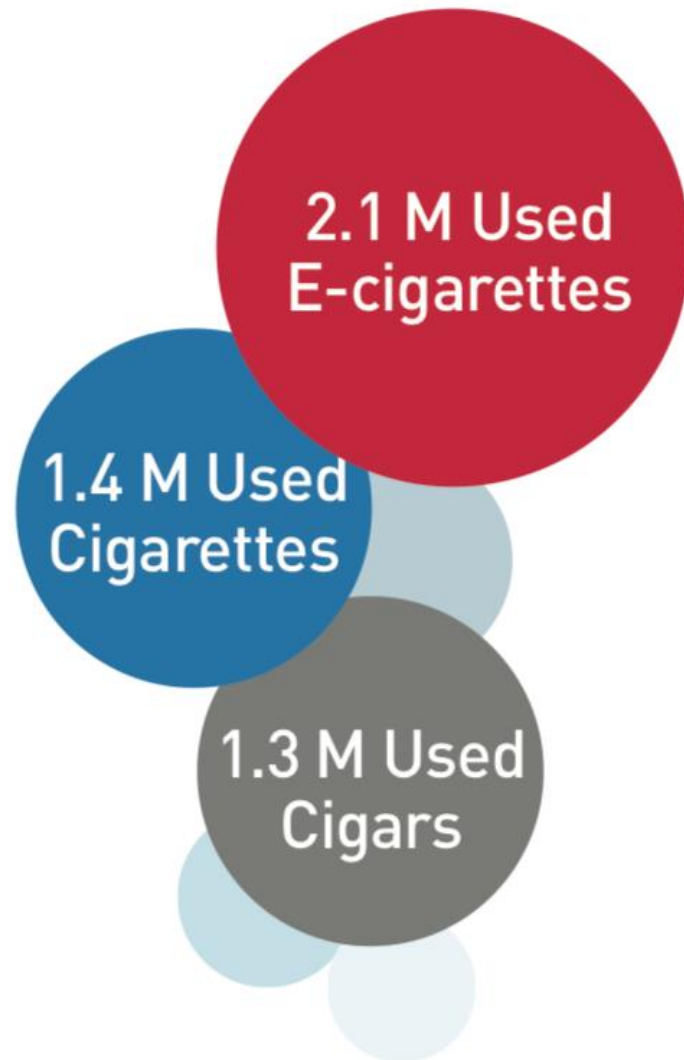 2.1 M Used
E-cigarettes
1.4 M Used
Cigarettes
1.3 M Used
Cigars